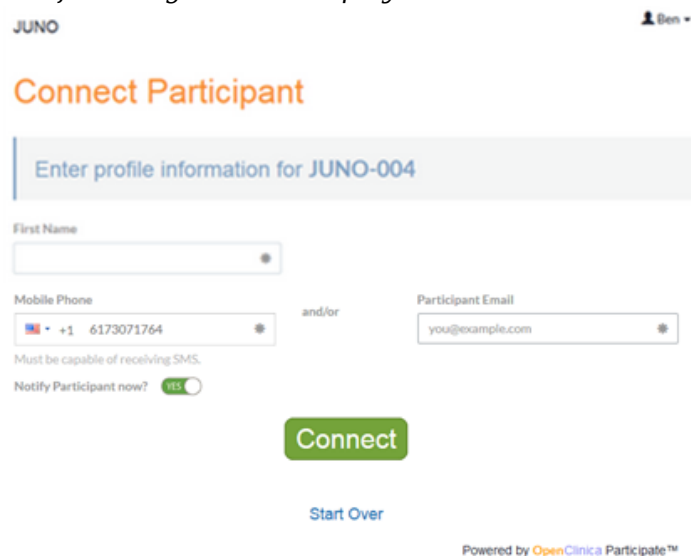 JUNO
Ben
Connect Participant
Enter profile information for JUNO-004
First Name
Mobile Phone
and/or
Participant Email
+1 6173071764
you@example.com
Must be capable of receiving SMS.
Notify Participant now? YES
Connect
Start Over
Powered by OpenClinica Participate™